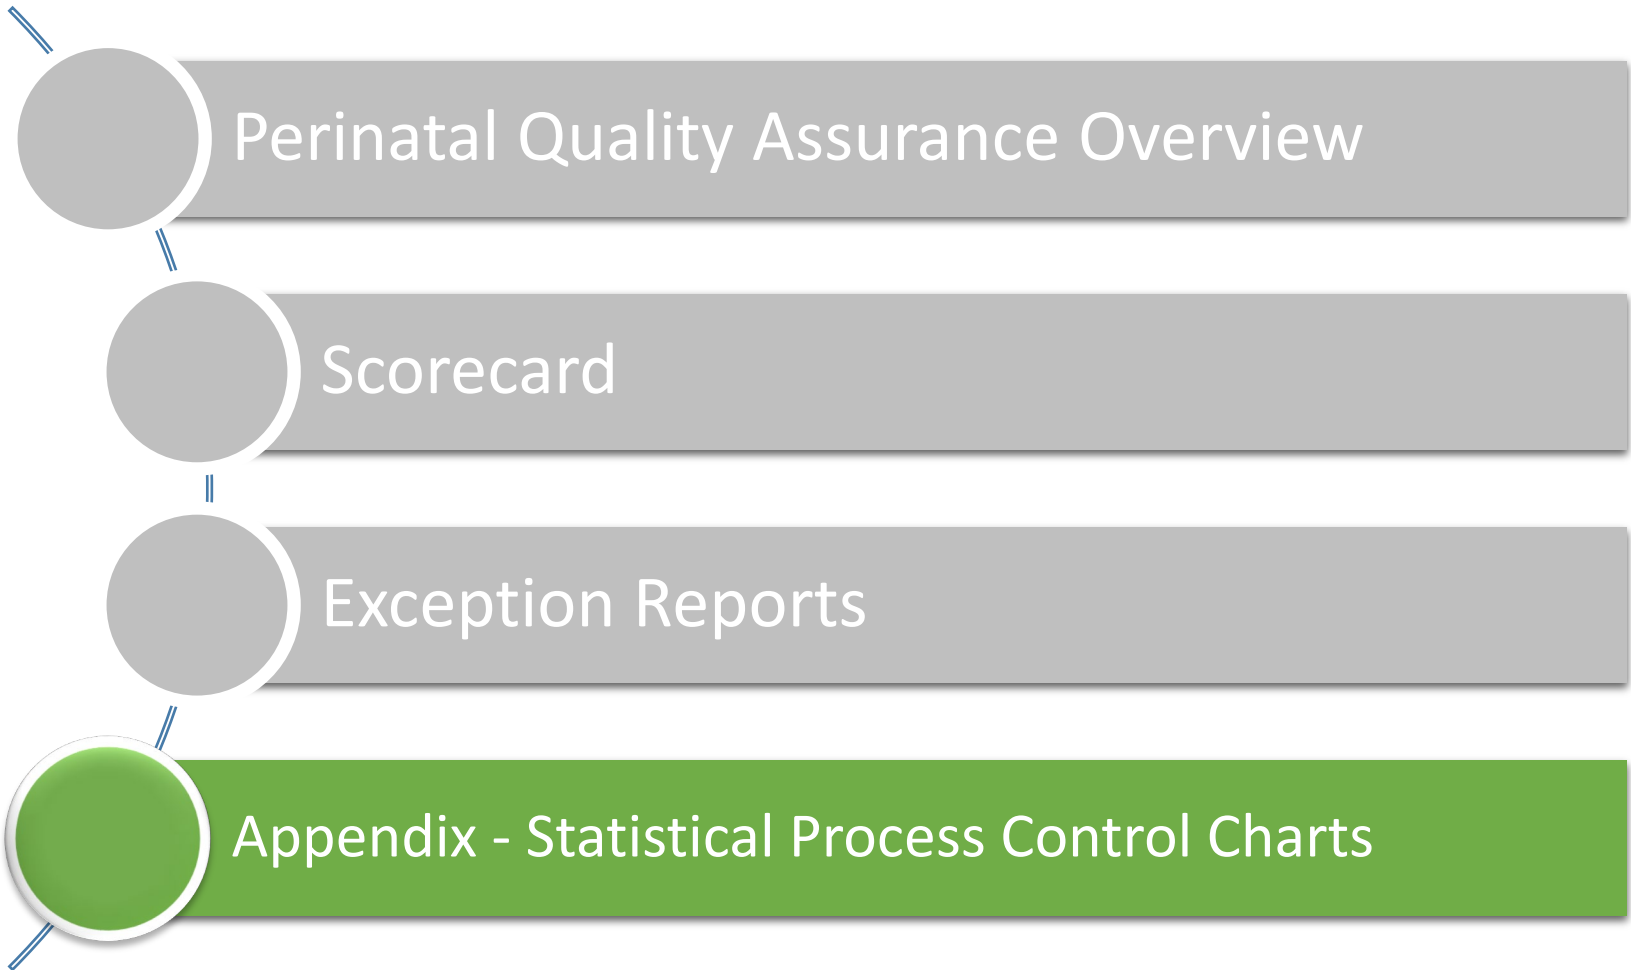 Perinatal Quality Assurance Overview
Scorecard
Exception Reports
Appendix - Statistical Process Control Charts